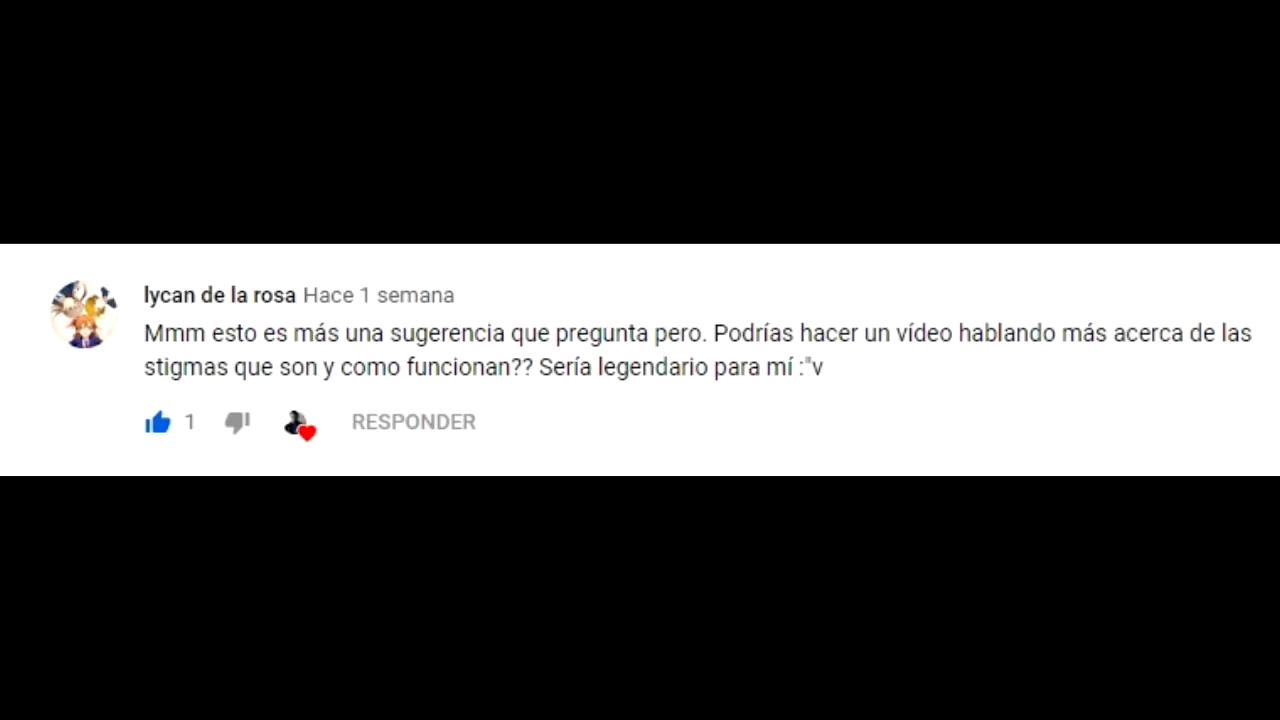 lycan de la rosa Hace 1 semana
Mmm esto es más una sugerencia que pregunta pero. Podrías hacer un vídeo hablando más acerca de las
stigmas que son y como funcionan?? Sería legendario para mí :"v
1 RESPONDER